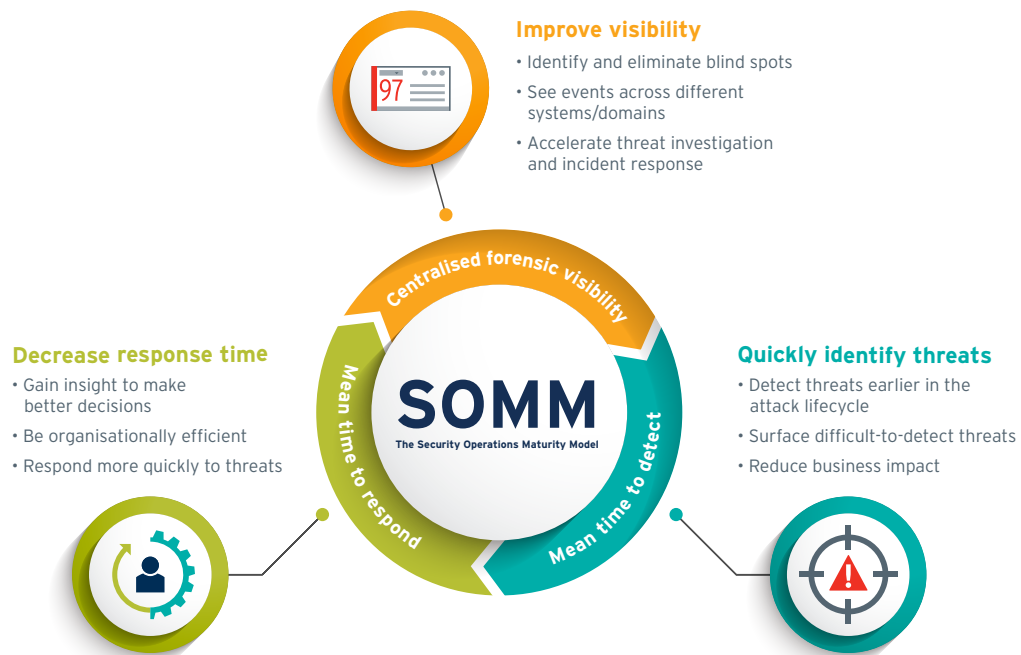 Improve visibility
• Identify and eliminate blind spots
• See events across different
systems/domains
• Accelerate threat investigation
and incident response
97
Centralised forensic visibility
Decrease response time
• Gain insight to make
better decisions
• Be organisationally efficient
• Respond more quickly to threats
Mean time to respond
SOMM
The Security Operations Maturity Model
Mean time to detect
Quickly identify threats
• Detect threats earlier in the
attack lifecycle
• Surface difficult-to-detect threats
• Reduce business impact
!